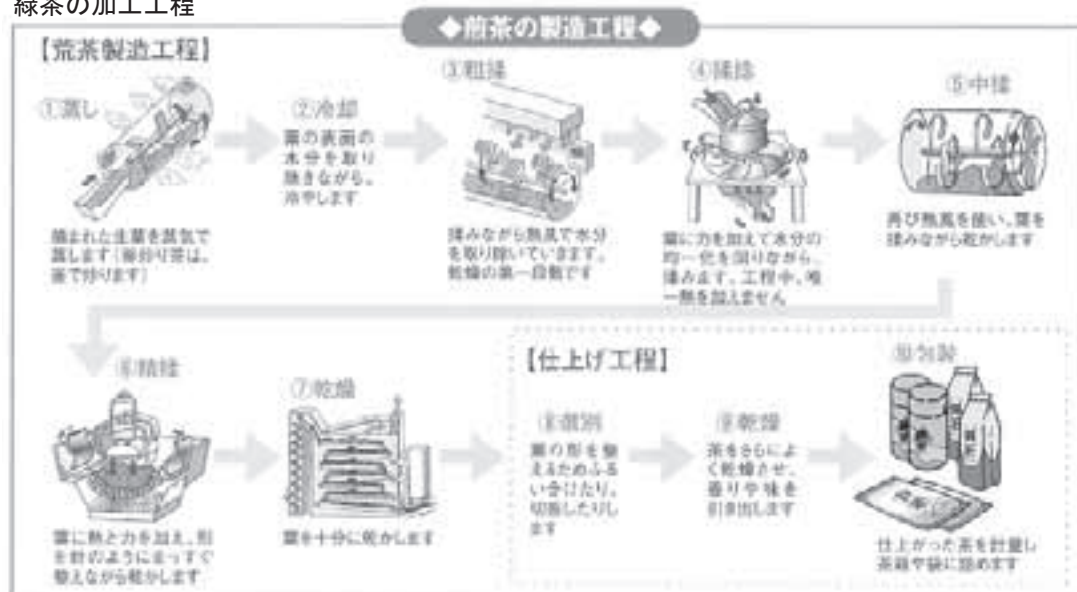 緑茶の加工工程
◆煎茶の製造工程◆
【荒茶製造工程】
①蒸し
摘まれた生葉を蒸気で
蒸します(釜炒り茶は、
釜で炒ります)
②冷却
葉の表面の
水分を取り
除きながら、
冷やします
③粗揉
揉みながら熱風で水分
を取り除いていきます。
乾燥の第一段階です
④揉捻
葉に力を加えて水分の
均一化を図りながら、
揉みます。工程中、唯
一熱を加えません
⑤中揉
再び熱風を使い、葉を
揉みながら乾かします
⑥精揉
葉に熱と力を加え、形
を針のようにまっすぐ
整えながら乾かします
⑦乾燥
葉を十分に乾かします
【仕上げ工程】
⑧選別
葉の形を整
えるためふる
い分けたり、
切断したりし
ます
⑨乾燥
茶をさらによ
く乾燥させ、
香りや味を
引き出します
⑩包装
仕上がった茶を計量し
茶箱や袋に詰めます